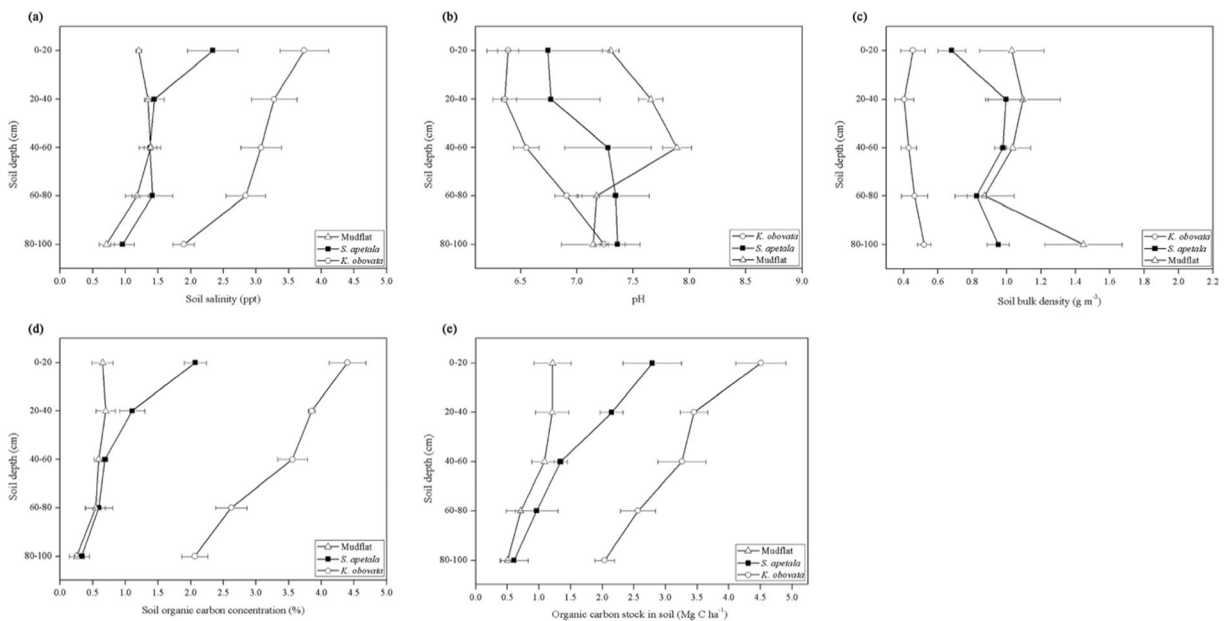 (a)
0-20
20-40
40-60
60-80
80-100
Soil depth (cm)
Mudflat
S. apetala
K. obovata
0.0 0.5 1.0 1.5 2.0 2.5 3.0 3.5 4.0 4.5 5.0
Soil salinity (ppt)
(b)
0-20
20-40
40-60
60-80
80-100
Soil depth (cm)
K. obovata
S. apetala
Mudflat
6.5 7.0 7.5 8.0 8.5 9.0
pH
(c)
0-20
20-40
40-60
60-80
80-100
Soil depth (cm)
K. obovata
S. apetala
Mudflat
0.4 0.6 0.8 1.0 1.2 1.4 1.6 1.8 2.0 2.2
Soil bulk density (g m-3)
(d)
0-20
20-40
40-60
60-80
80-100
Soil depth (cm)
Mudflat
S. apetala
K. obovata
0.0 0.5 1.0 1.5 2.0 2.5 3.0 3.5 4.0 4.5 5.0
Soil organic carbon concentration (%)
(e)
0-20
20-40
40-60
60-80
80-100
Soil depth (cm)
Mudflat
S. apetala
K. obovata
0.5 1.0 1.5 2.0 2.5 3.0 3.5 4.0 4.5 5.0
Organic carbon stock in soil (Mg C ha-1)